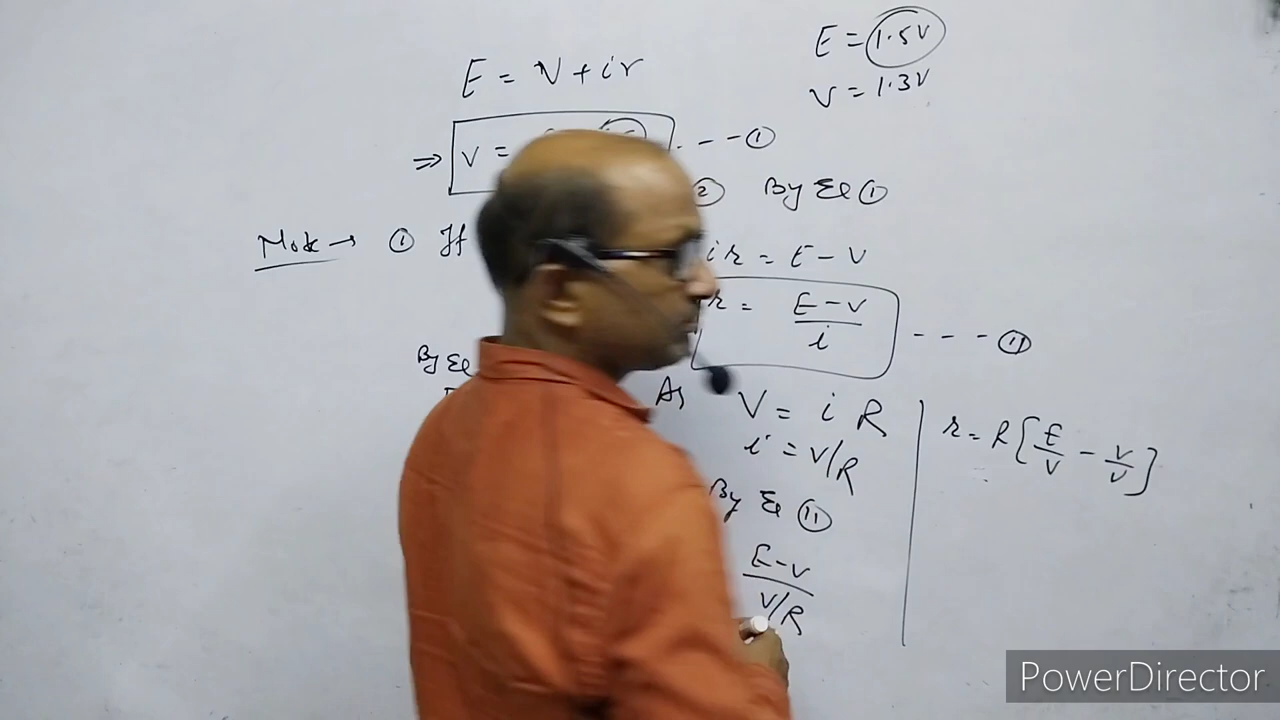 E = V + ir
E = 1.5V
V = 1.3V
⇒ V = --- ①
② By Eq ①
Note → ① If
ir = E - V
r = E - V / i --- ⑪
By Eq
As V = i R
i = V/R
By Eq ⑪
E - V / V/R
r = R [ E/V - V/V ]
PowerDirector